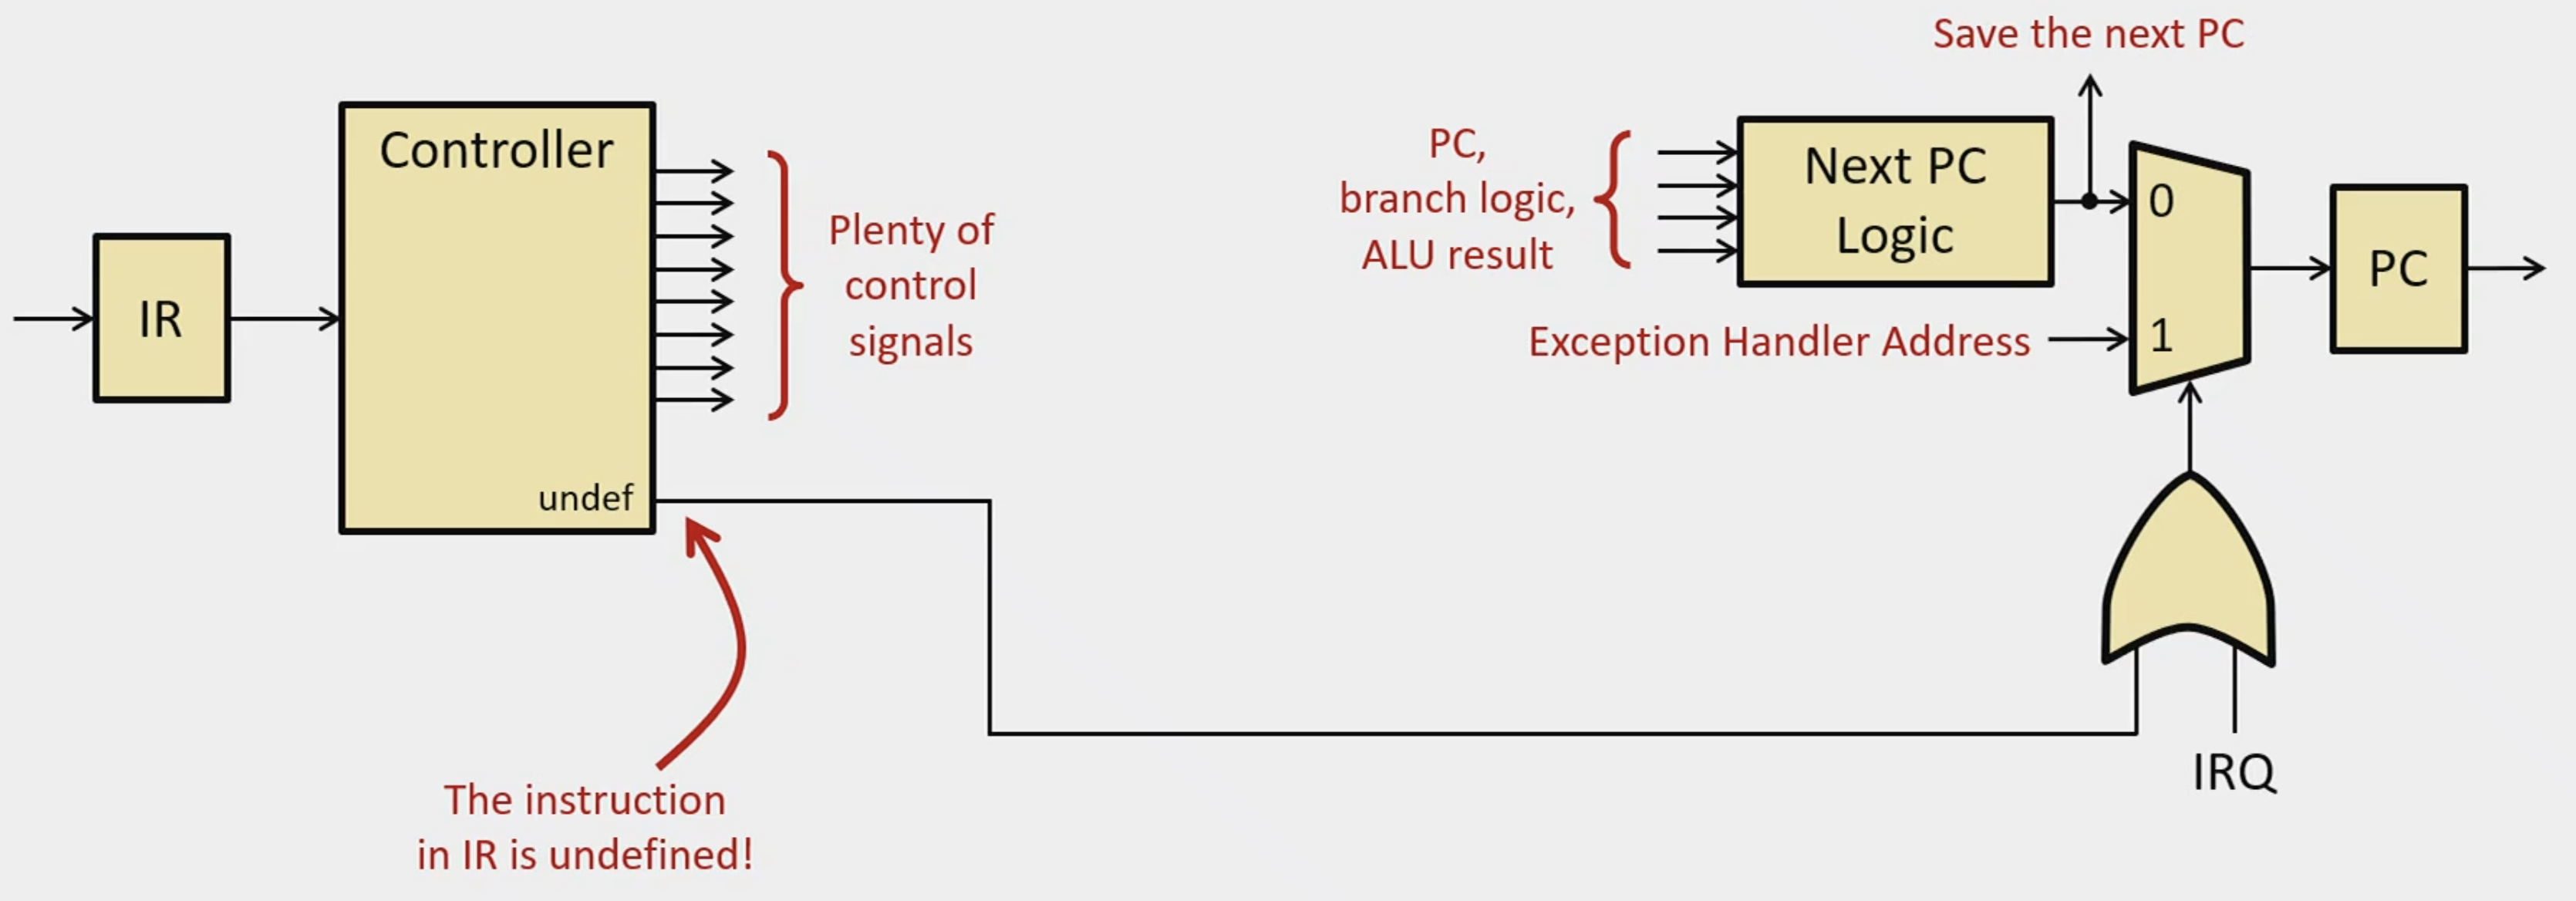 Save the next PC
Controller
IR
undef
Plenty of
control
signals
The instruction
in IR is undefined!
PC,
branch logic,
ALU result
Next PC
Logic
Exception Handler Address
0
1
PC
IRQ